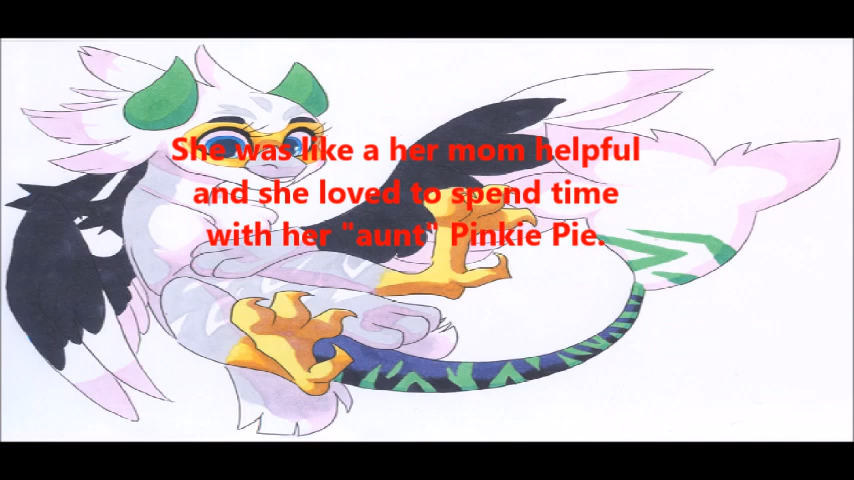 She was like a her mom helpful
and she loved to spend time
with her "aunt" Pinkie Pie.